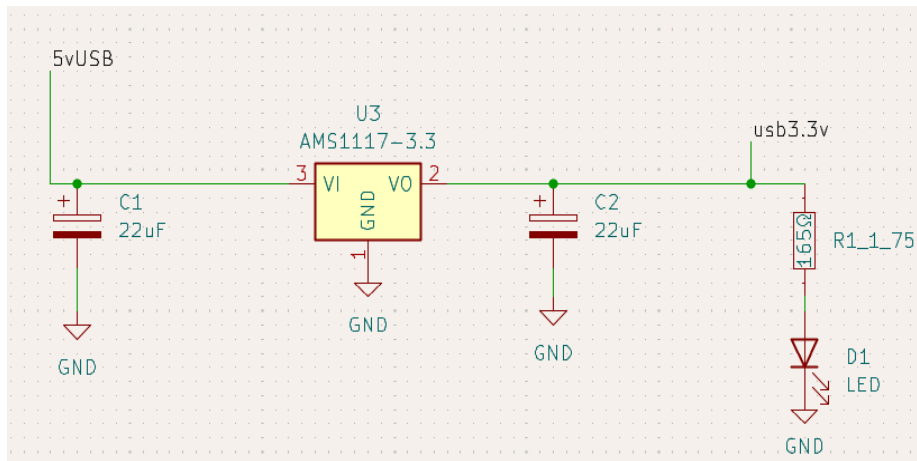 5vUSB
usb3.3v
U3
AMS1117-3.3
3
VI
VO
2
GND
1
GND
+
C1
22uF
GND
+
C2
22uF
GND
165Ω
R1_1_75
D1
LED
GND